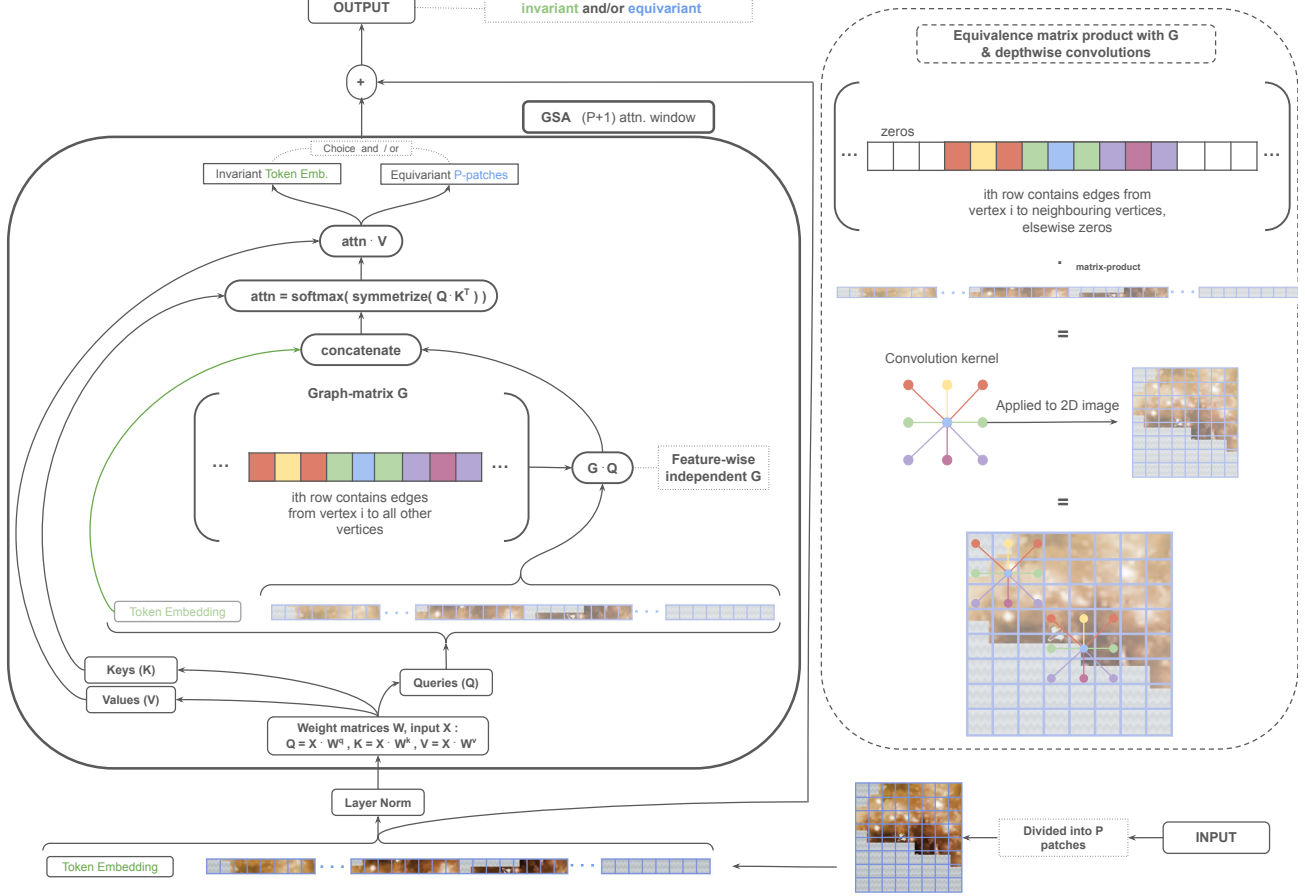 OUTPUT
invariant and/or equivariant
+
GSA (P+1) attn. window
Choice and / or
Invariant Token Emb.
Equivariant P-patches
attn · V
attn = softmax( symmetrize( Q · K^T ) )
concatenate
Graph-matrix G
...
...
ith row contains edges
from vertex i to all other
vertices
G · Q
Feature-wise
independent G
Token Embedding
· · ·
· · ·
Keys (K)
Values (V)
Queries (Q)
Weight matrices W, input X :
Q = X · W^q , K = X · W^k , V = X · W^v
Layer Norm
Token Embedding
· · ·
· · ·
Equivalence matrix product with G
& depthwise convolutions
zeros
...
...
ith row contains edges from
vertex i to neighbouring vertices,
elsewise zeros
· matrix-product
· · ·
· · ·
=
Convolution kernel
Applied to 2D image
=
Divided into P
patches
INPUT